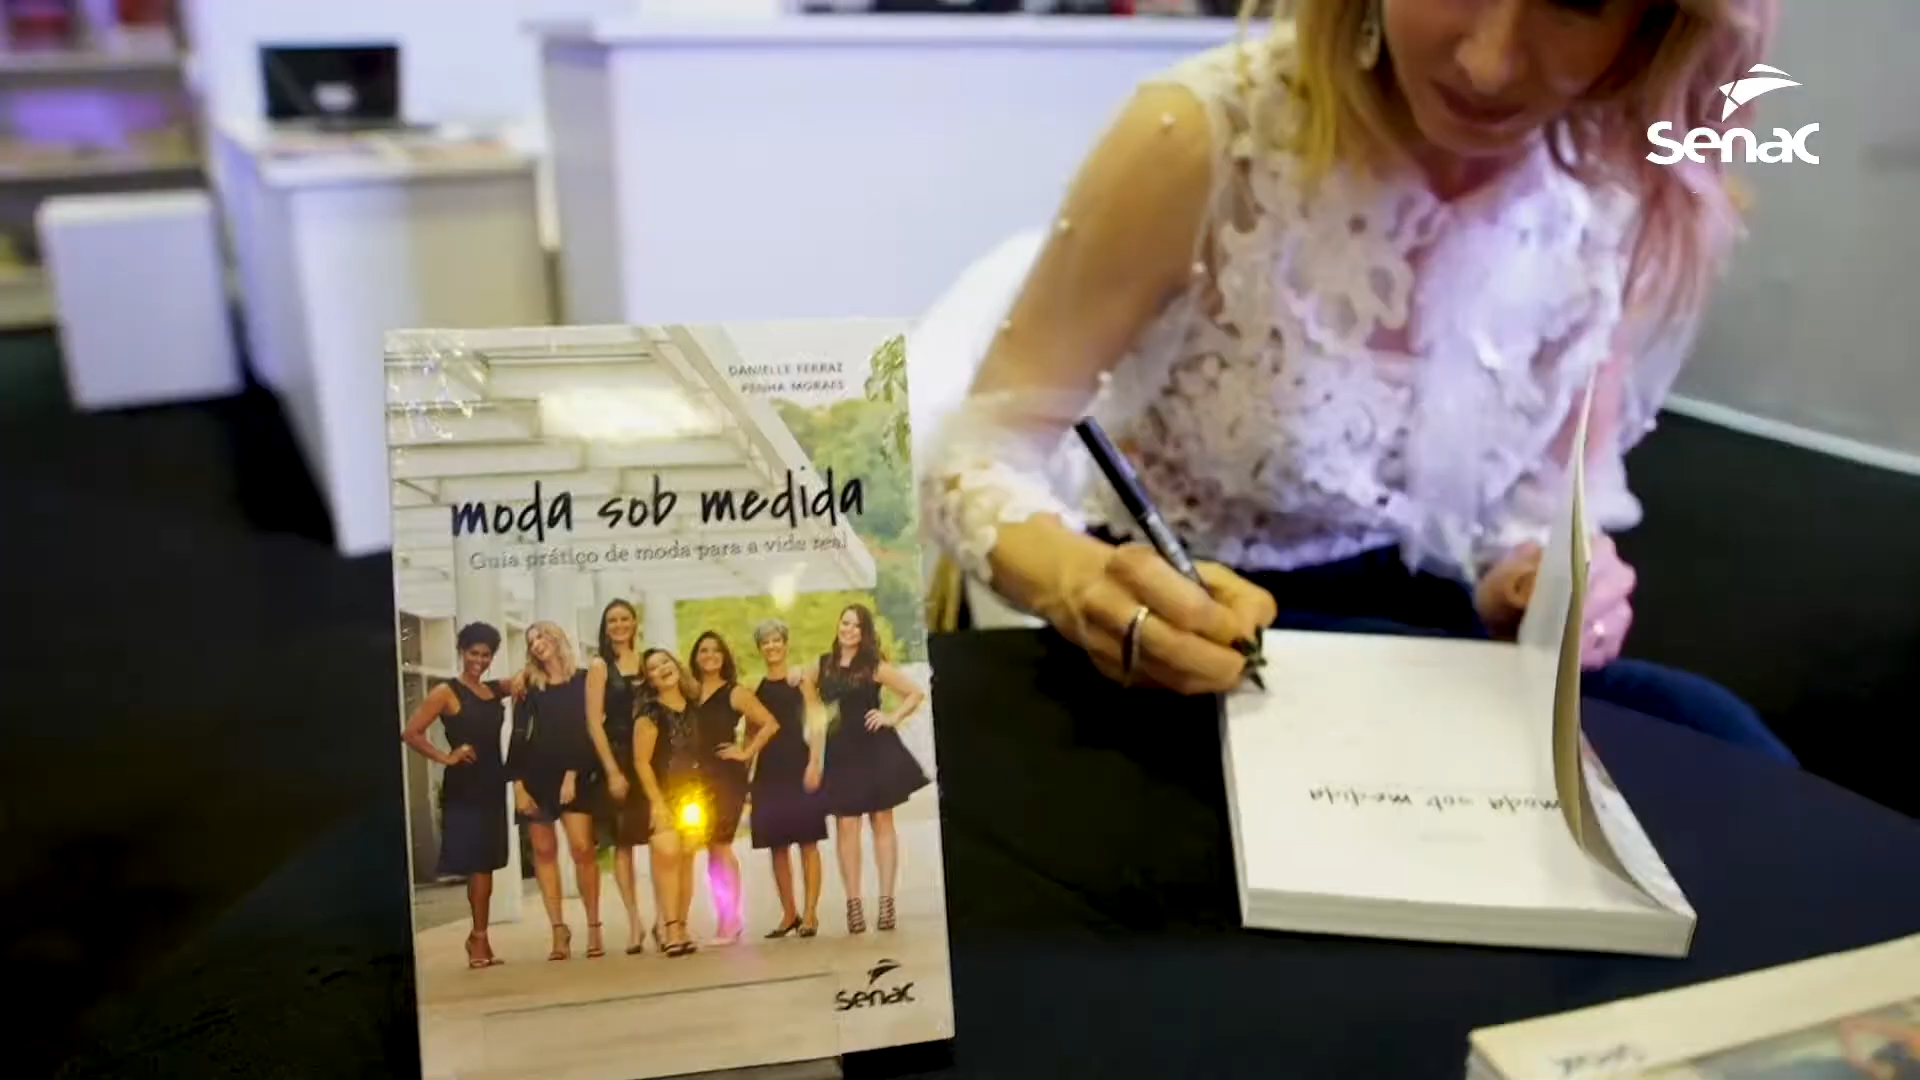 senac
DANIELLE FERRAZ
PENHA MORAES
moda sob medida
Guia prático de moda para a vida real
senac
moda sob medida